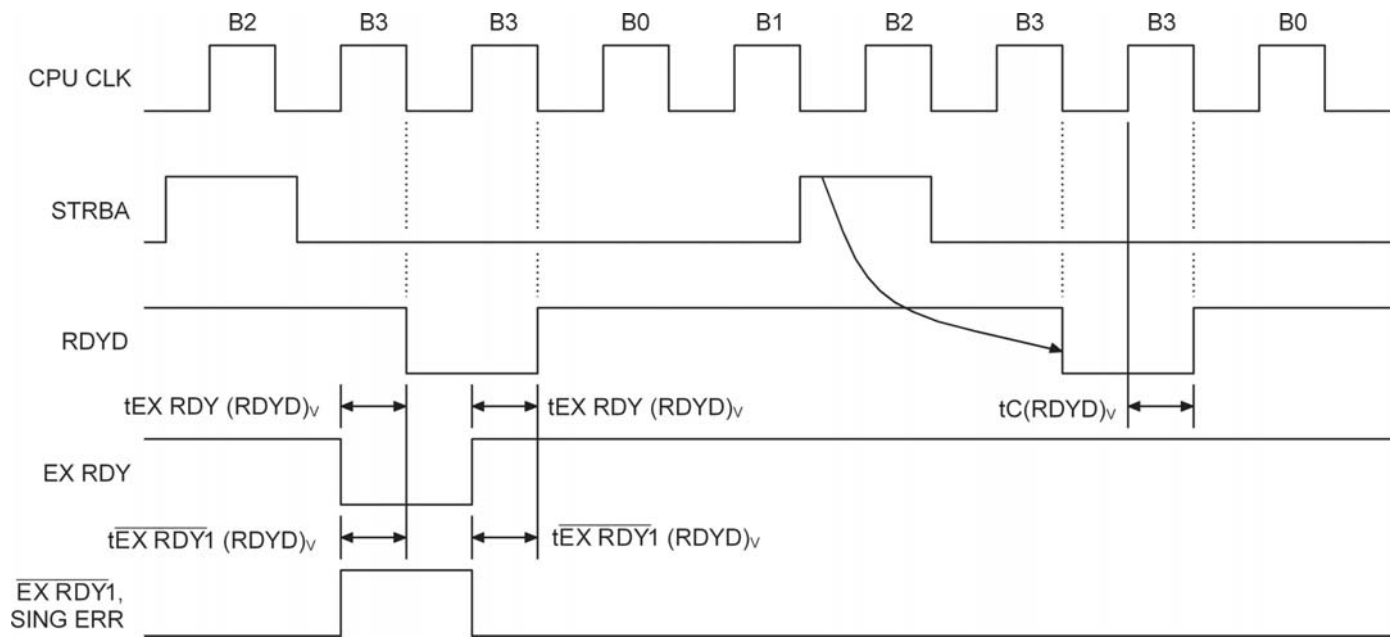 B2 B3 B3 B0 B1 B2 B3 B3 B0
CPU CLK
STRBA
RDYD
tEX RDY (RDYD)V tEX RDY (RDYD)V tC(RDYD)V
EX RDY
tEX RDY1 (RDYD)V tEX RDY1 (RDYD)V
EX RDY1,
SING ERR